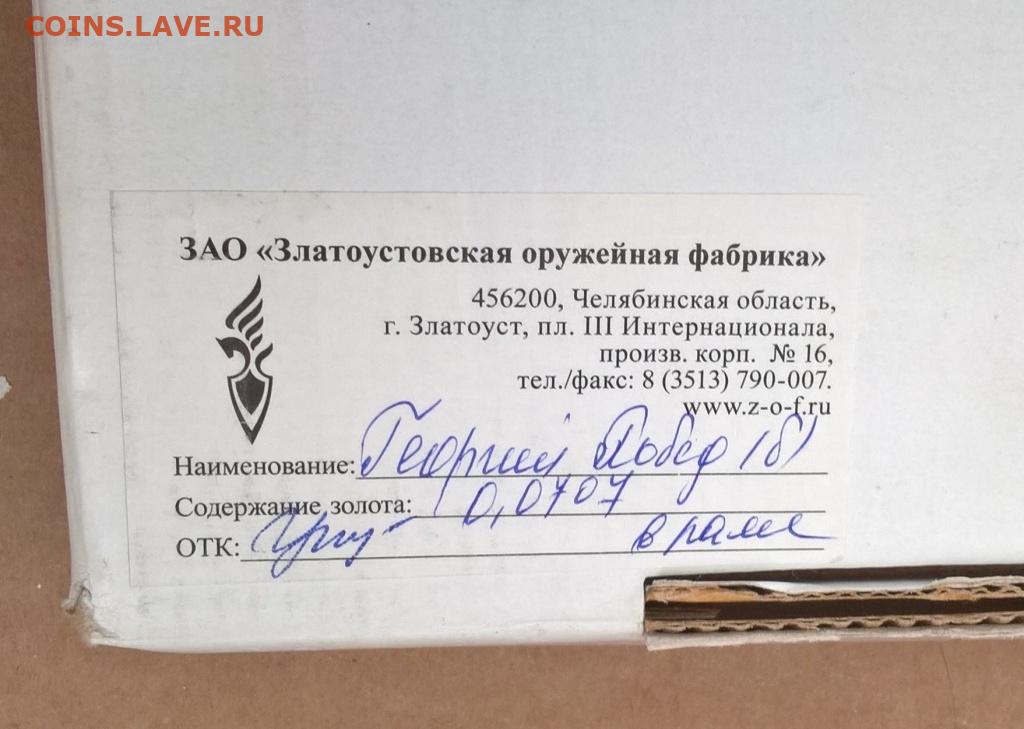 COINS.LAVE.RU
ЗАО «Златоустовская оружейная фабрика»
456200, Челябинская область,
г. Златоуст, пл. III Интернационала,
произв. корп. № 16,
тел./факс: 8 (3513) 790-007.
www.z-o-f.ru
Наименование: Георгий Побед (б)
Содержание золота: 0,0707
ОТК: в раме